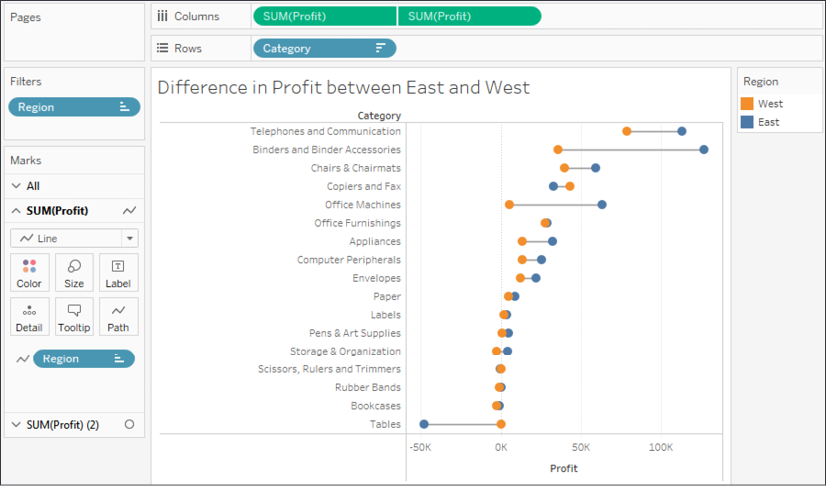 Pages
Columns
SUM(Profit)
SUM(Profit)
Rows
Category
Filters
Region
Marks
All
SUM(Profit)
Line
Color
Size
Label
Detail
Tooltip
Path
Region
SUM(Profit) (2)
Difference in Profit between East and West
Category
Telephones and Communication
Binders and Binder Accessories
Chairs & Chairmats
Copiers and Fax
Office Machines
Office Furnishings
Appliances
Computer Peripherals
Envelopes
Paper
Labels
Pens & Art Supplies
Storage & Organization
Scissors, Rulers and Trimmers
Rubber Bands
Bookcases
Tables
-50K 0K 50K 100K
Profit
Region
West
East